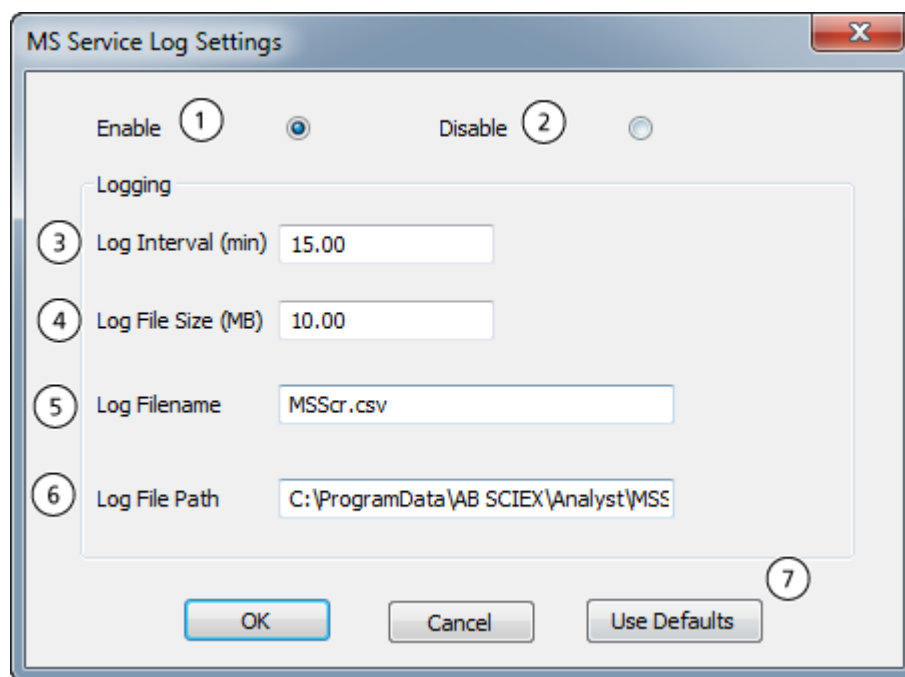 MS Service Log Settings
Enable 1 Disable 2
Logging
3 Log Interval (min) 15.00
4 Log File Size (MB) 10.00
5 Log Filename MSScr.csv
6 Log File Path C:\ProgramData\AB SCIEX\Analyst\MSS
7
OK Cancel Use Defaults